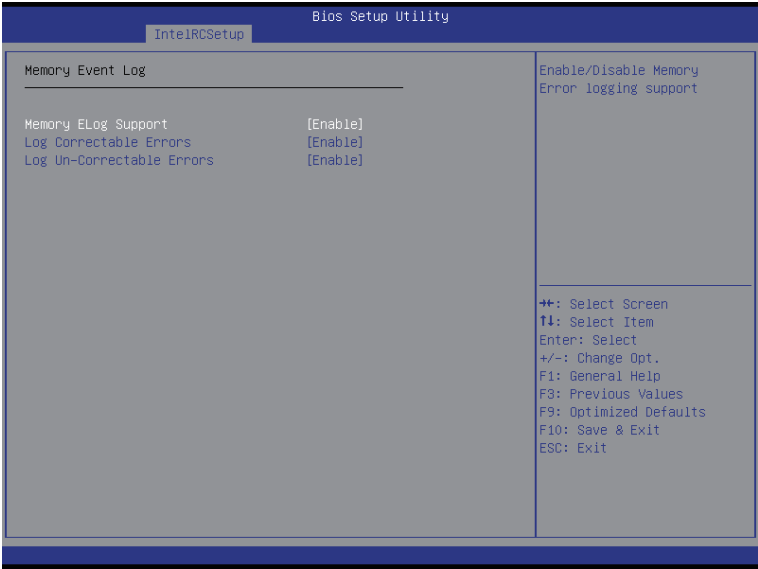 Bios Setup Utility
IntelRCSetup
Memory Event Log
Memory ELog Support [Enable]
Log Correctable Errors [Enable]
Log Un-Correctable Errors [Enable]
Enable/Disable Memory
Error logging support
→←: Select Screen
↑↓: Select Item
Enter: Select
+/-: Change Opt.
F1: General Help
F3: Previous Values
F9: Optimized Defaults
F10: Save & Exit
ESC: Exit